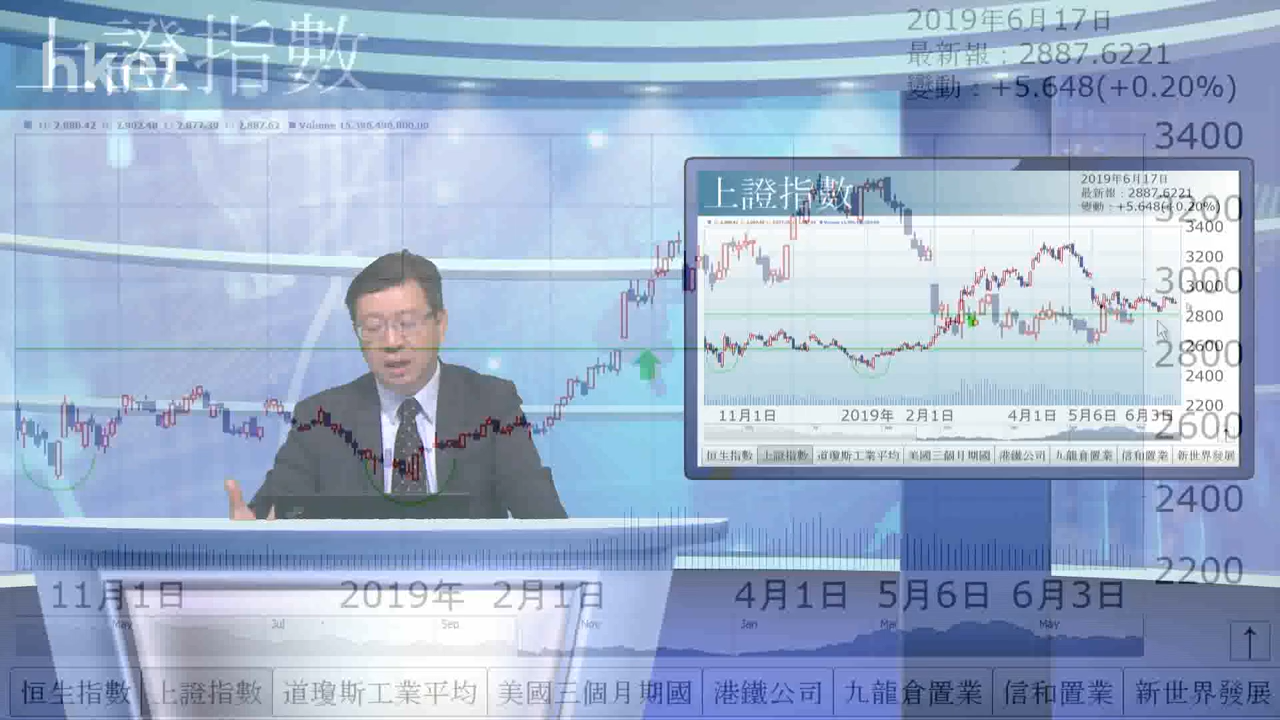 上證指數
hket
2019年6月17日
最新報：2887.6221
變動：+5.648(+0.20%)
3400
3200
3000
2800
2600
2400
2200
11月1日 2019年 2月1日 4月1日 5月6日 6月3日
May Jul Sep Nov Jan Mar May
恒生指數 上證指數 道瓊斯工業平均 美國三個月期國 港鐵公司 九龍倉置業 信和置業 新世界發展
上證指數
2019年6月17日
最新報：2887.6221
變動：+5.648(+0.20%)
3400
3200
3000
2800
2600
2400
2200
11月1日 2019年 2月1日 4月1日 5月6日 6月3日
恒生指數 上證指數 道瓊斯工業平均 美國三個月期國 港鐵公司 九龍倉置業 信和置業 新世界發展